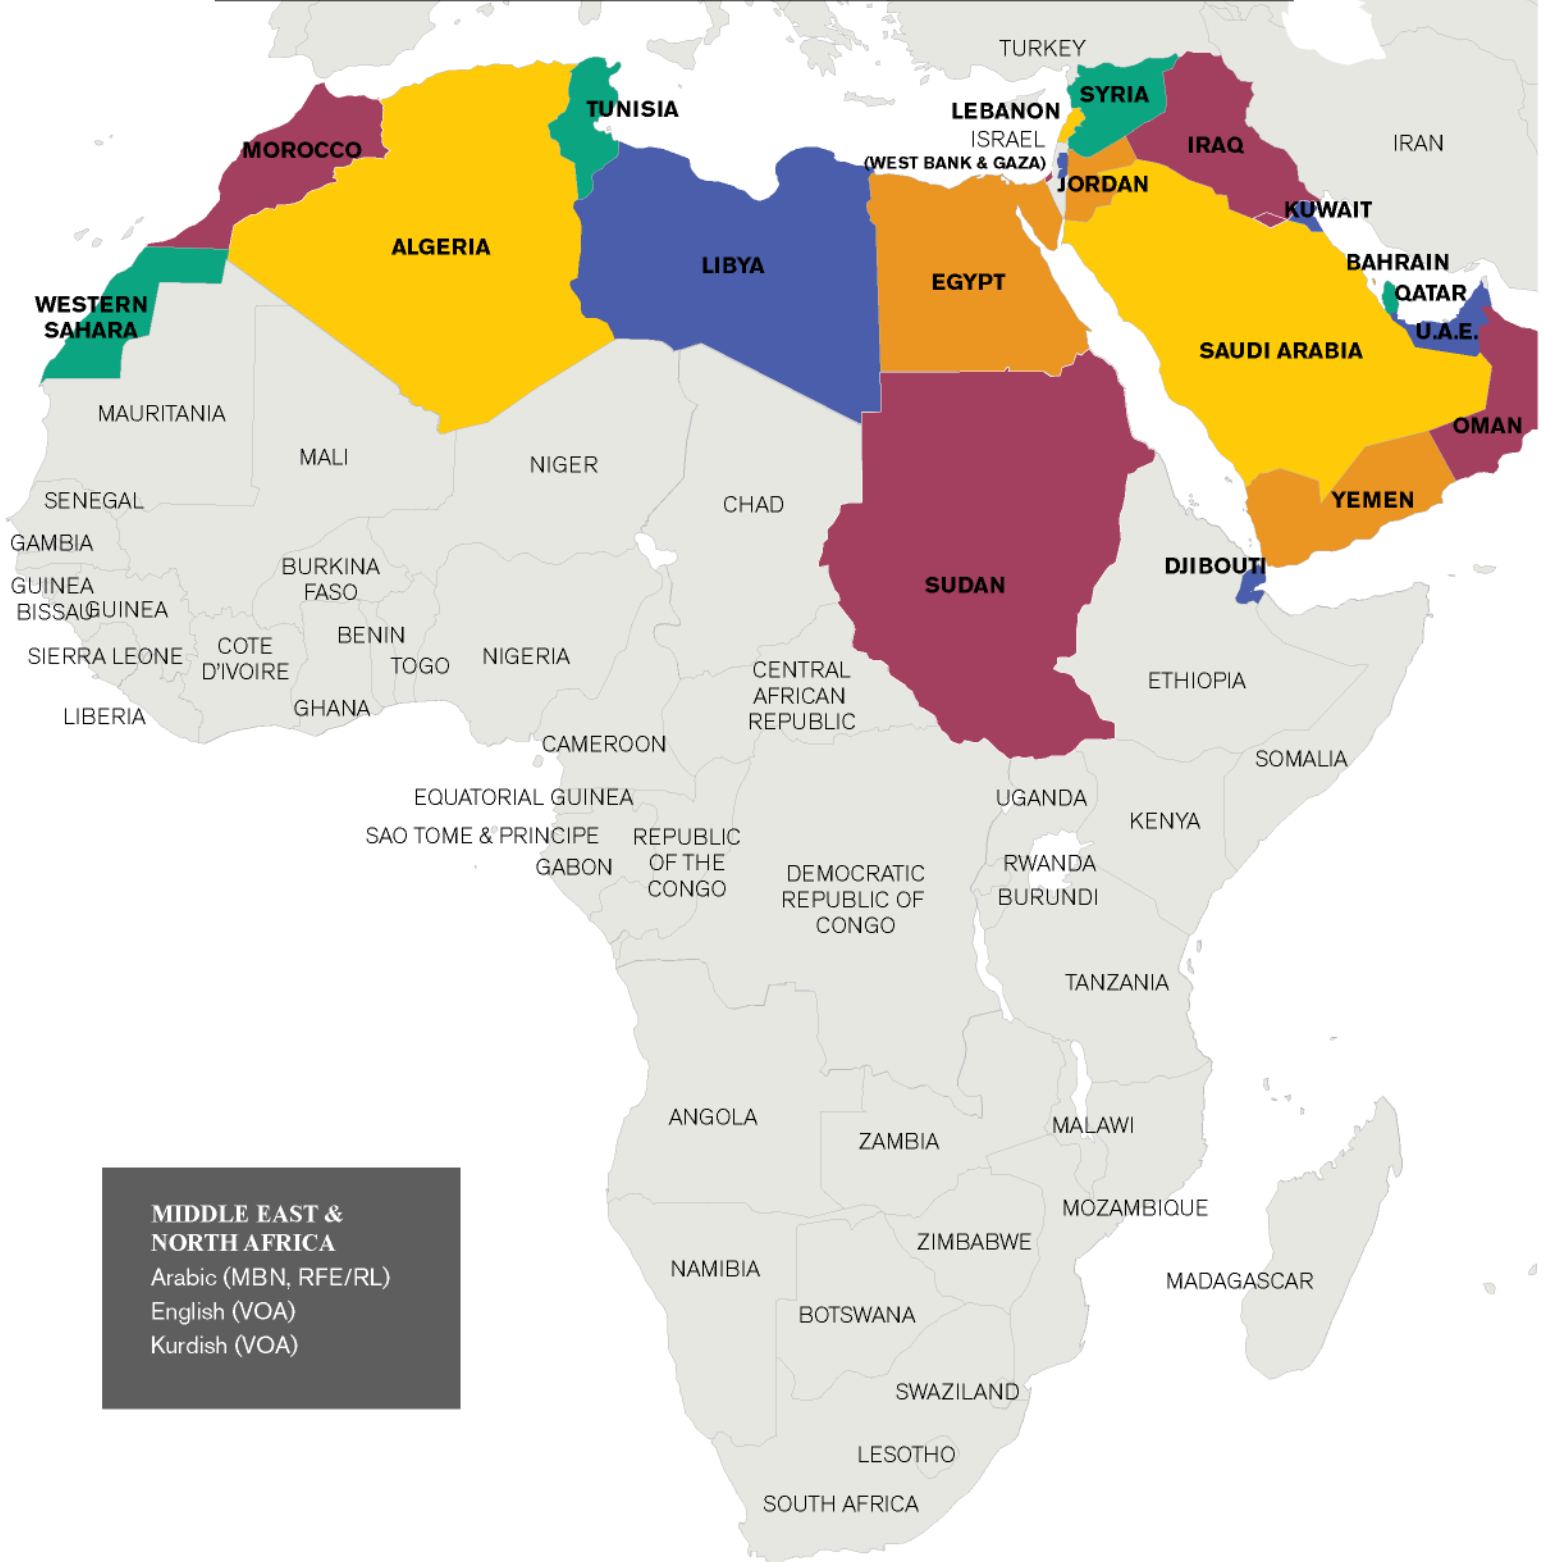 TURKEY
SYRIA
LEBANON
ISRAEL
(WEST BANK & GAZA)
JORDAN
IRAQ
IRAN
KUWAIT
BAHRAIN
QATAR
U.A.E.
SAUDI ARABIA
OMAN
YEMEN
TUNISIA
MOROCCO
ALGERIA
LIBYA
EGYPT
WESTERN
SAHARA
MAURITANIA
MALI
NIGER
CHAD
SUDAN
DJIBOUTI
SENEGAL
GAMBIA
GUINEA
BISSAU
GUINEA
BURKINA
FASO
SIERRA LEONE
COTE
D'IVOIRE
BENIN
TOGO
NIGERIA
LIBERIA
GHANA
CENTRAL
AFRICAN
REPUBLIC
ETHIOPIA
CAMEROON
SOMALIA
EQUATORIAL GUINEA
UGANDA
KENYA
SAO TOME & PRINCIPE
GABON
REPUBLIC
OF THE
CONGO
DEMOCRATIC
REPUBLIC OF
CONGO
RWANDA
BURUNDI
TANZANIA
ANGOLA
ZAMBIA
MALAWI
MOZAMBIQUE
ZIMBABWE
NAMIBIA
BOTSWANA
MADAGASCAR
SWAZILAND
LESOTHO
SOUTH AFRICA
MIDDLE EAST &
NORTH AFRICA
Arabic (MBN, RFE/RL)
English (VOA)
Kurdish (VOA)